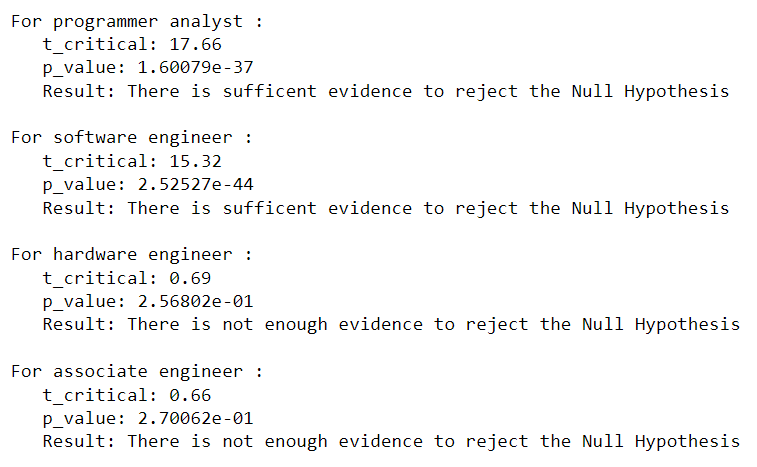 For programmer analyst :
t_critical: 17.66
p_value: 1.60079e-37
Result: There is sufficent evidence to reject the Null Hypothesis
For software engineer :
t_critical: 15.32
p_value: 2.52527e-44
Result: There is sufficent evidence to reject the Null Hypothesis
For hardware engineer :
t_critical: 0.69
p_value: 2.56802e-01
Result: There is not enough evidence to reject the Null Hypothesis
For associate engineer :
t_critical: 0.66
p_value: 2.70062e-01
Result: There is not enough evidence to reject the Null Hypothesis